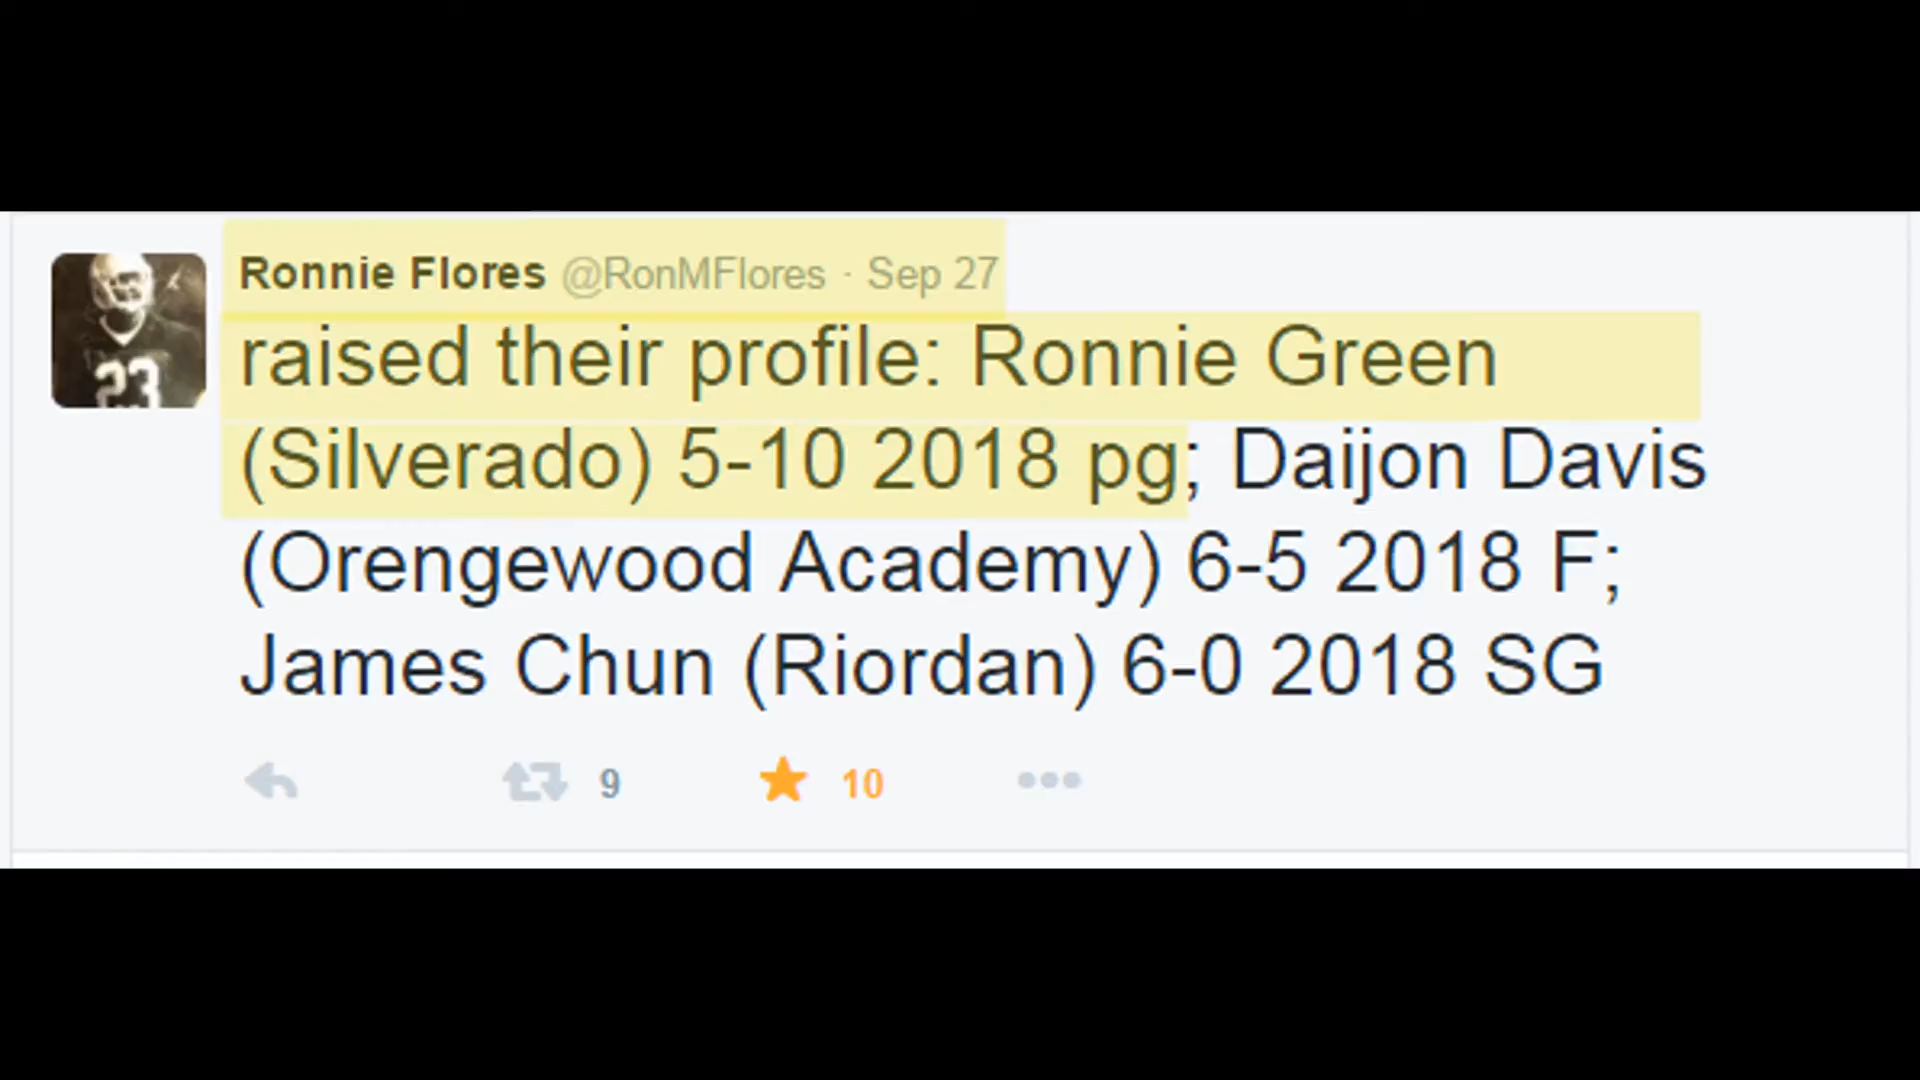 Ronnie Flores @RonMFlores · Sep 27
raised their profile: Ronnie Green
(Silverado) 5-10 2018 pg; Daijon Davis
(Orengewood Academy) 6-5 2018 F;
James Chun (Riordan) 6-0 2018 SG
9 10
23